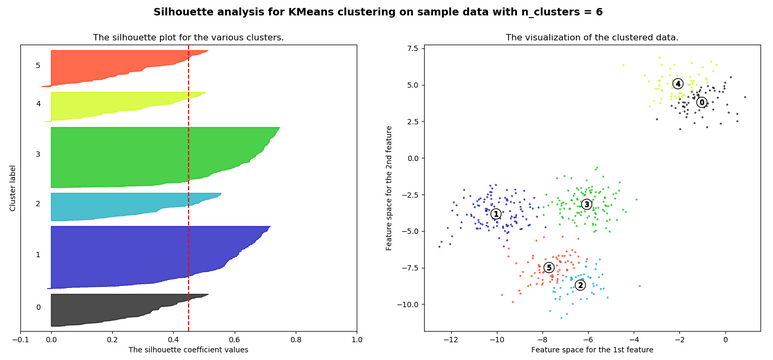 Silhouette analysis for KMeans clustering on sample data with n_clusters = 6
The silhouette plot for the various clusters.
Cluster label
5
4
3
2
1
0
−0.1 0.0 0.2 0.4 0.6 0.8 1.0
The silhouette coefficient values
The visualization of the clustered data.
Feature space for the 2nd feature
7.5
5.0
2.5
0.0
−2.5
−5.0
−7.5
−10.0
4
0
3
1
5
2
−12 −10 −8 −6 −4 −2 0
Feature space for the 1st feature